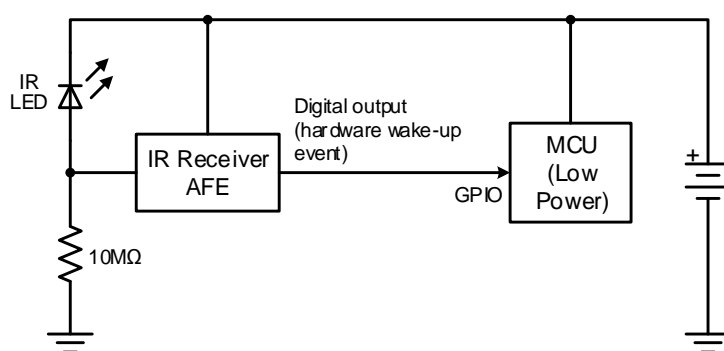 IR
LED
Digital output
(hardware wake-up
event)
IR Receiver
AFE
MCU
(Low
Power)
GPIO
+
10MΩ